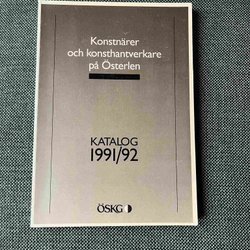 Konstnärer
och konsthantverkare
på Österlen
KATALOG
1991/92
ÖSKG